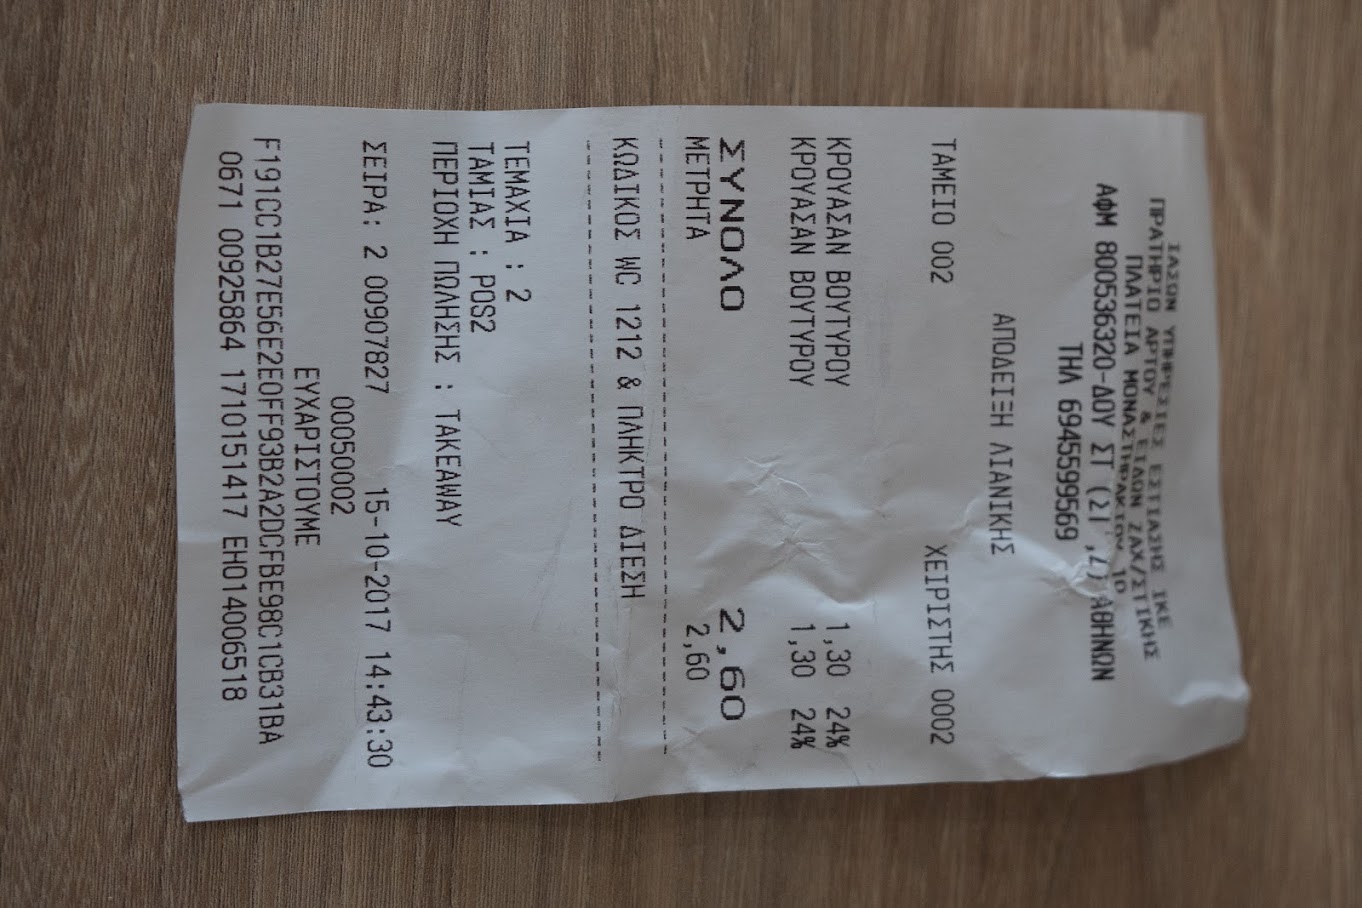 ΙΑΣΩΝ ΥΠΗΡΕΣΙΕΣ ΕΣΤΙΑΣΗΣ ΙΚΕ
ΠΡΑΤΗΡΙΟ ΑΡΤΟΥ & ΕΙΔΩΝ ΖΑΧ/ΣΤΙΚΗΣ
ΠΛΑΤΕΙΑ ΜΟΝΑΣΤΗΡΑΚΙΟΥ 10
ΑΦΜ 800536320-ΔΟΥ ΣΤ ΑΘΗΝΩΝ
ΤΗΛ 6945599569
ΑΠΟΔΕΙΞΗ ΛΙΑΝΙΚΗΣ
ΤΑΜΕΙΟ 002 ΧΕΙΡΙΣΤΗΣ 0002
ΚΡΟΥΑΣΑΝ ΒΟΥΤΥΡΟΥ 1,30 24%
ΚΡΟΥΑΣΑΝ ΒΟΥΤΥΡΟΥ 1,30 24%
ΣΥΝΟΛΟ 2,60
ΜΕΤΡΗΤΑ 2,60
ΚΩΔΙΚΟΣ WC 1212 & ΠΛΗΚΤΡΟ ΔΙΕΣΗ
ΤΕΜΑΧΙΑ : 2
ΤΑΜΙΑΣ : POS2
ΠΕΡΙΟΧΗ ΠΩΛΗΣΗΣ : TAKEAWAY
ΣΕΙΡΑ: 2 00907827 15-10-2017 14:43:30
00050002
ΕΥΧΑΡΙΣΤΟΥΜΕ
F191CC1B27E56E2E0FF93B2A2DCFBE98C1CB31BA
0671 00925864 1710151417 EH014006518